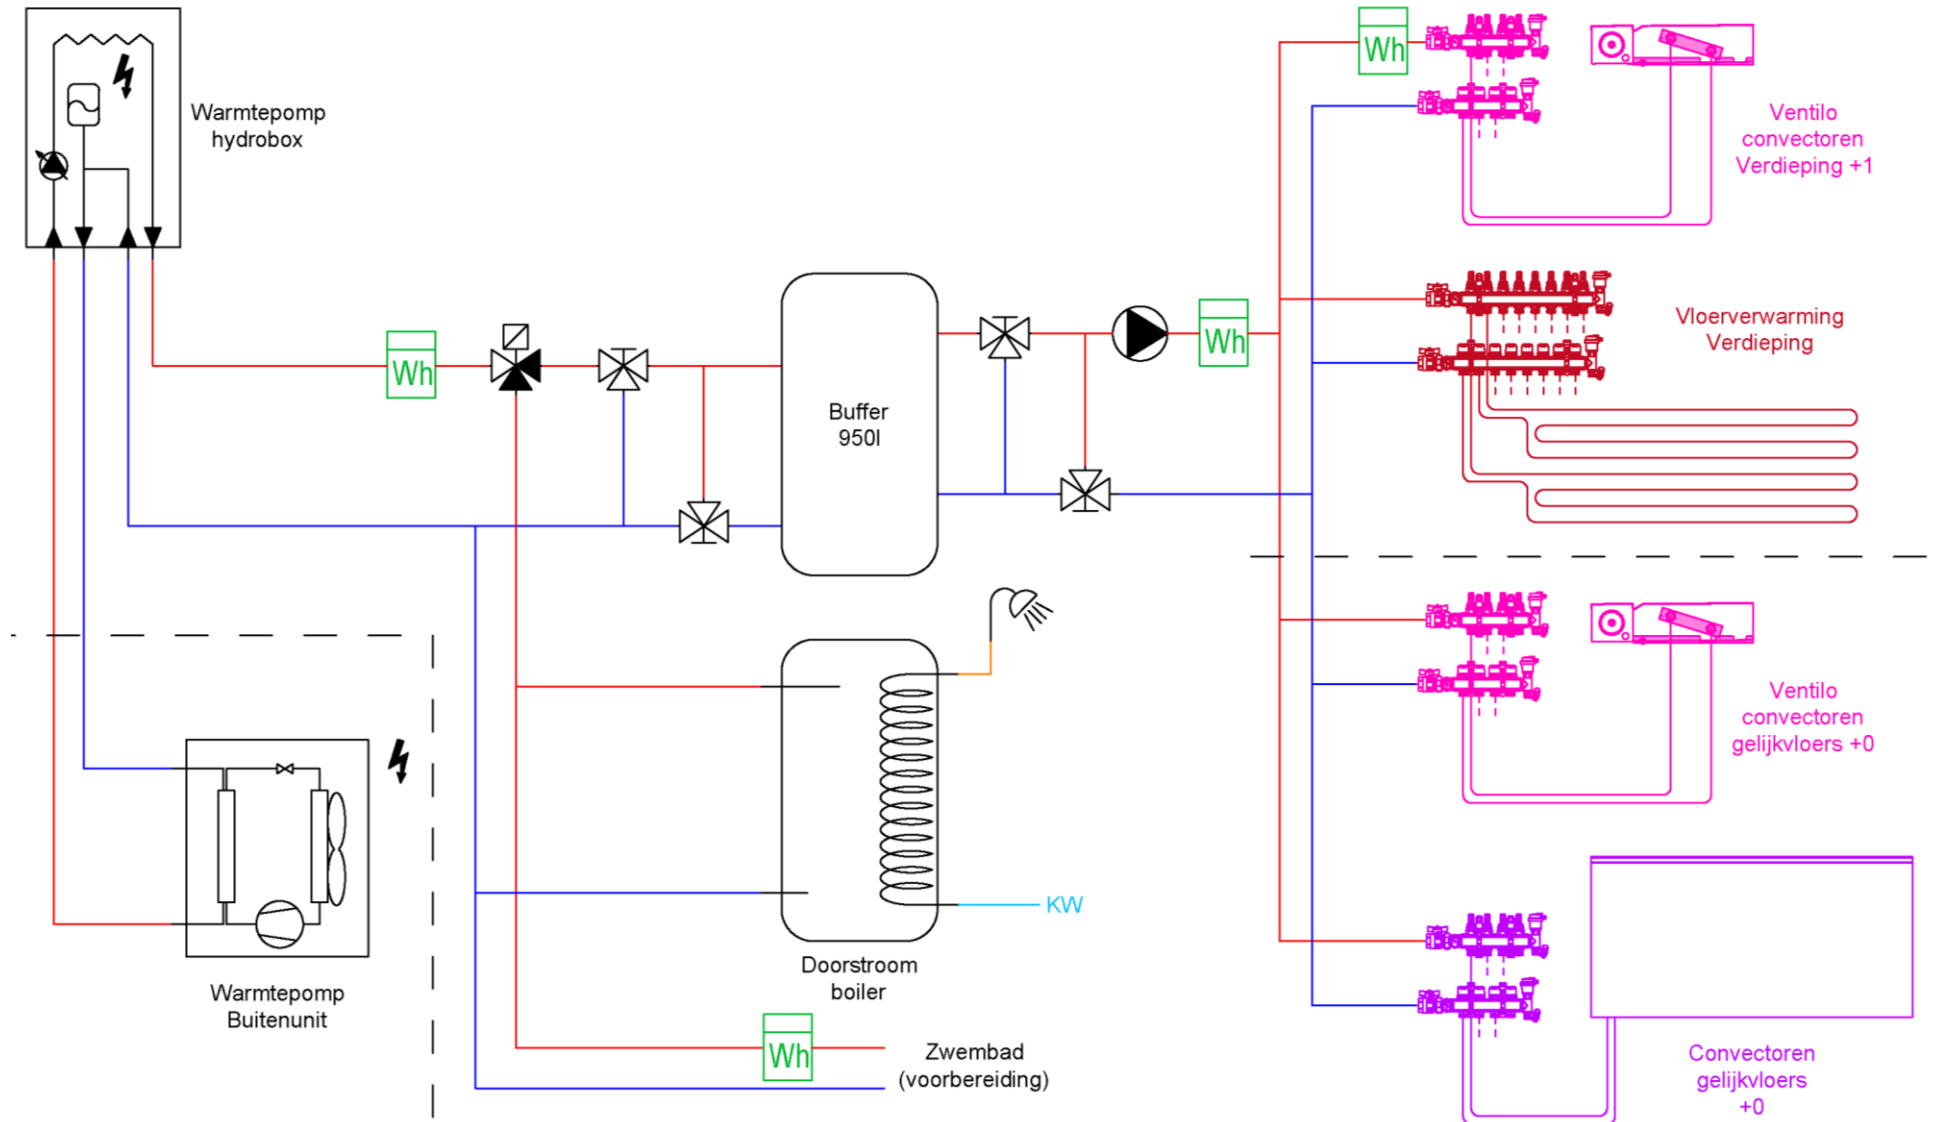 Warmtepomp
hydrobox
Wh
Wh
Wh
Ventilo
convectoren
Verdieping +1
Vloerverwarming
Verdieping
Buffer
950l
Ventilo
convectoren
gelijkvloers +0
KW
Doorstroom
boiler
Warmtepomp
Buitenunit
Wh
Zwembad
(voorbereiding)
Convectoren
gelijkvloers
+0